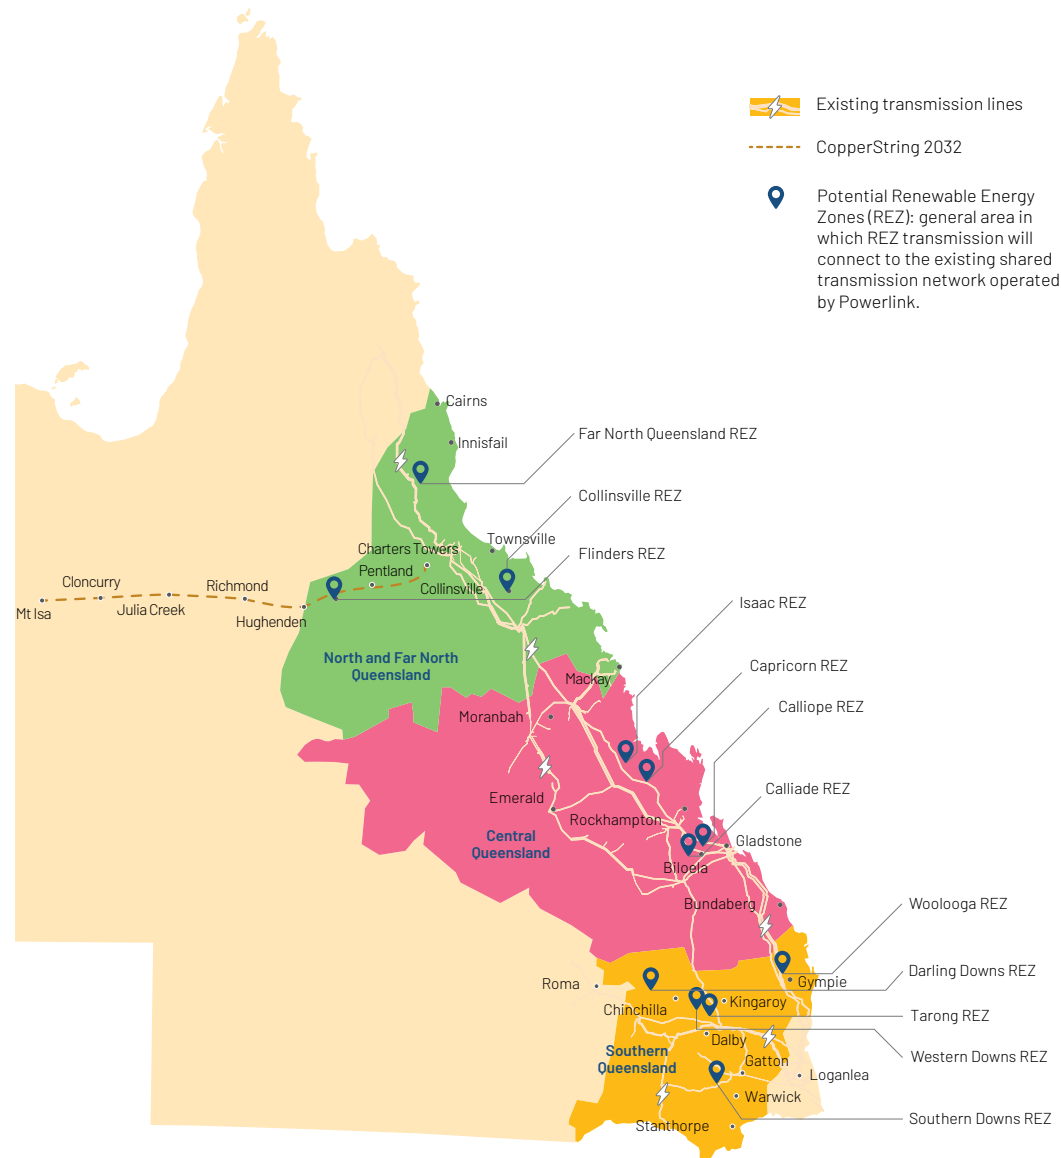 Existing transmission lines
CopperString 2032
Potential Renewable Energy
Zones (REZ): general area in
which REZ transmission will
connect to the existing shared
transmission network operated
by Powerlink.
Cairns
Innisfail
Far North Queensland REZ
Collinsville REZ
Townsville
Charters Towers
Flinders REZ
Pentland
Cloncurry
Richmond
Collinsville
Mt Isa
Julia Creek
Hughenden
Isaac REZ
North and Far North
Queensland
Capricorn REZ
Mackay
Calliope REZ
Moranbah
Calliade REZ
Emerald
Rockhampton
Central
Queensland
Gladstone
Biloela
Bundaberg
Woolooga REZ
Darling Downs REZ
Roma
Gympie
Chinchilla
Kingaroy
Tarong REZ
Dalby
Southern
Queensland
Western Downs REZ
Gatton
Loganlea
Warwick
Southern Downs REZ
Stanthorpe